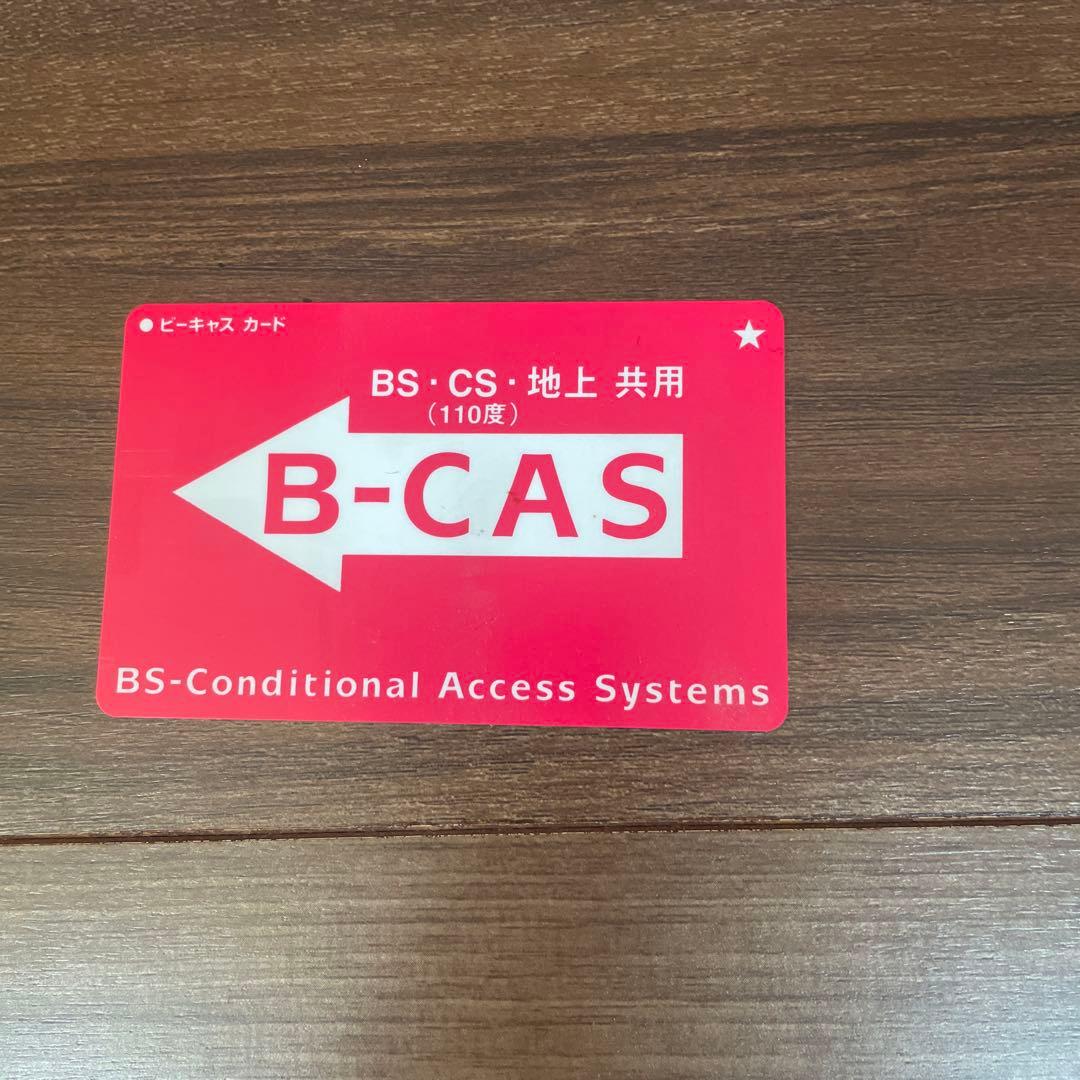 ●ビーキャス カード
★
BS・CS・地上 共用
(110度)
B-CAS
BS-Conditional Access Systems